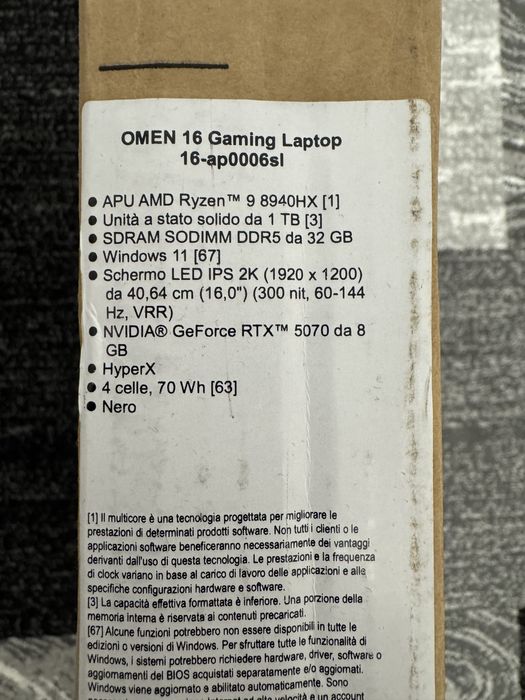 OMEN 16 Gaming Laptop
16-ap0006sl
● APU AMD Ryzen™ 9 8940HX [1]
● Unità a stato solido da 1 TB [3]
● SDRAM SODIMM DDR5 da 32 GB
● Windows 11 [67]
● Schermo LED IPS 2K (1920 x 1200)
da 40,64 cm (16,0") (300 nit, 60-144
Hz, VRR)
● NVIDIA® GeForce RTX™ 5070 da 8
GB
● HyperX
● 4 celle, 70 Wh [63]
● Nero
[1] Il multicore è una tecnologia progettata per migliorare le
prestazioni di determinati prodotti software. Non tutti i clienti o le
applicazioni software beneficeranno necessariamente dei vantaggi
derivanti dall'uso di questa tecnologia. Le prestazioni e la frequenza
di clock variano in base al carico di lavoro delle applicazioni e alle
specifiche configurazioni hardware e software.
[3] La capacità effettiva formattata è inferiore. Una porzione della
memoria interna è riservata ai contenuti precaricati.
[67] Alcune funzioni potrebbero non essere disponibili in tutte le
edizioni o versioni di Windows. Per sfruttare tutte le funzionalità di
Windows, i sistemi potrebbero richiedere hardware, driver, software o
aggiornamenti del BIOS acquistati separatamente e/o aggiornati.
Windows viene aggiornato e abilitato automaticamente. Sono